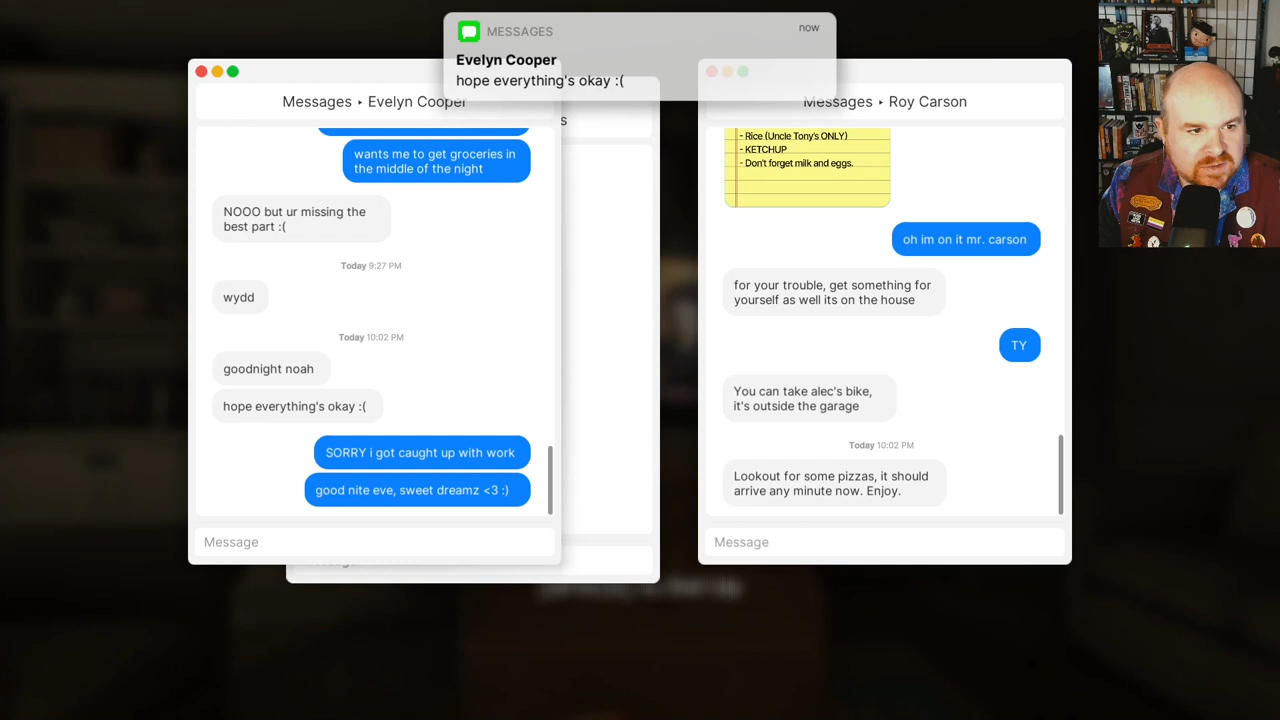 MESSAGES
now
Evelyn Cooper
hope everything's okay :(
Messages ▸ Evelyn Cooper
wants me to get groceries in
the middle of the night
NOOO but ur missing the
best part :(
Today 9:27 PM
wydd
Today 10:02 PM
goodnight noah
hope everything's okay :(
SORRY i got caught up with work
good nite eve, sweet dreamz <3 :)
Message
s
Messages ▸ Roy Carson
- Rice (Uncle Tony's ONLY)
- KETCHUP
- Don't forget milk and eggs.
oh im on it mr. carson
for your trouble, get something for
yourself as well its on the house
TY
You can take alec's bike,
it's outside the garage
Today 10:02 PM
Lookout for some pizzas, it should
arrive any minute now. Enjoy.
Message